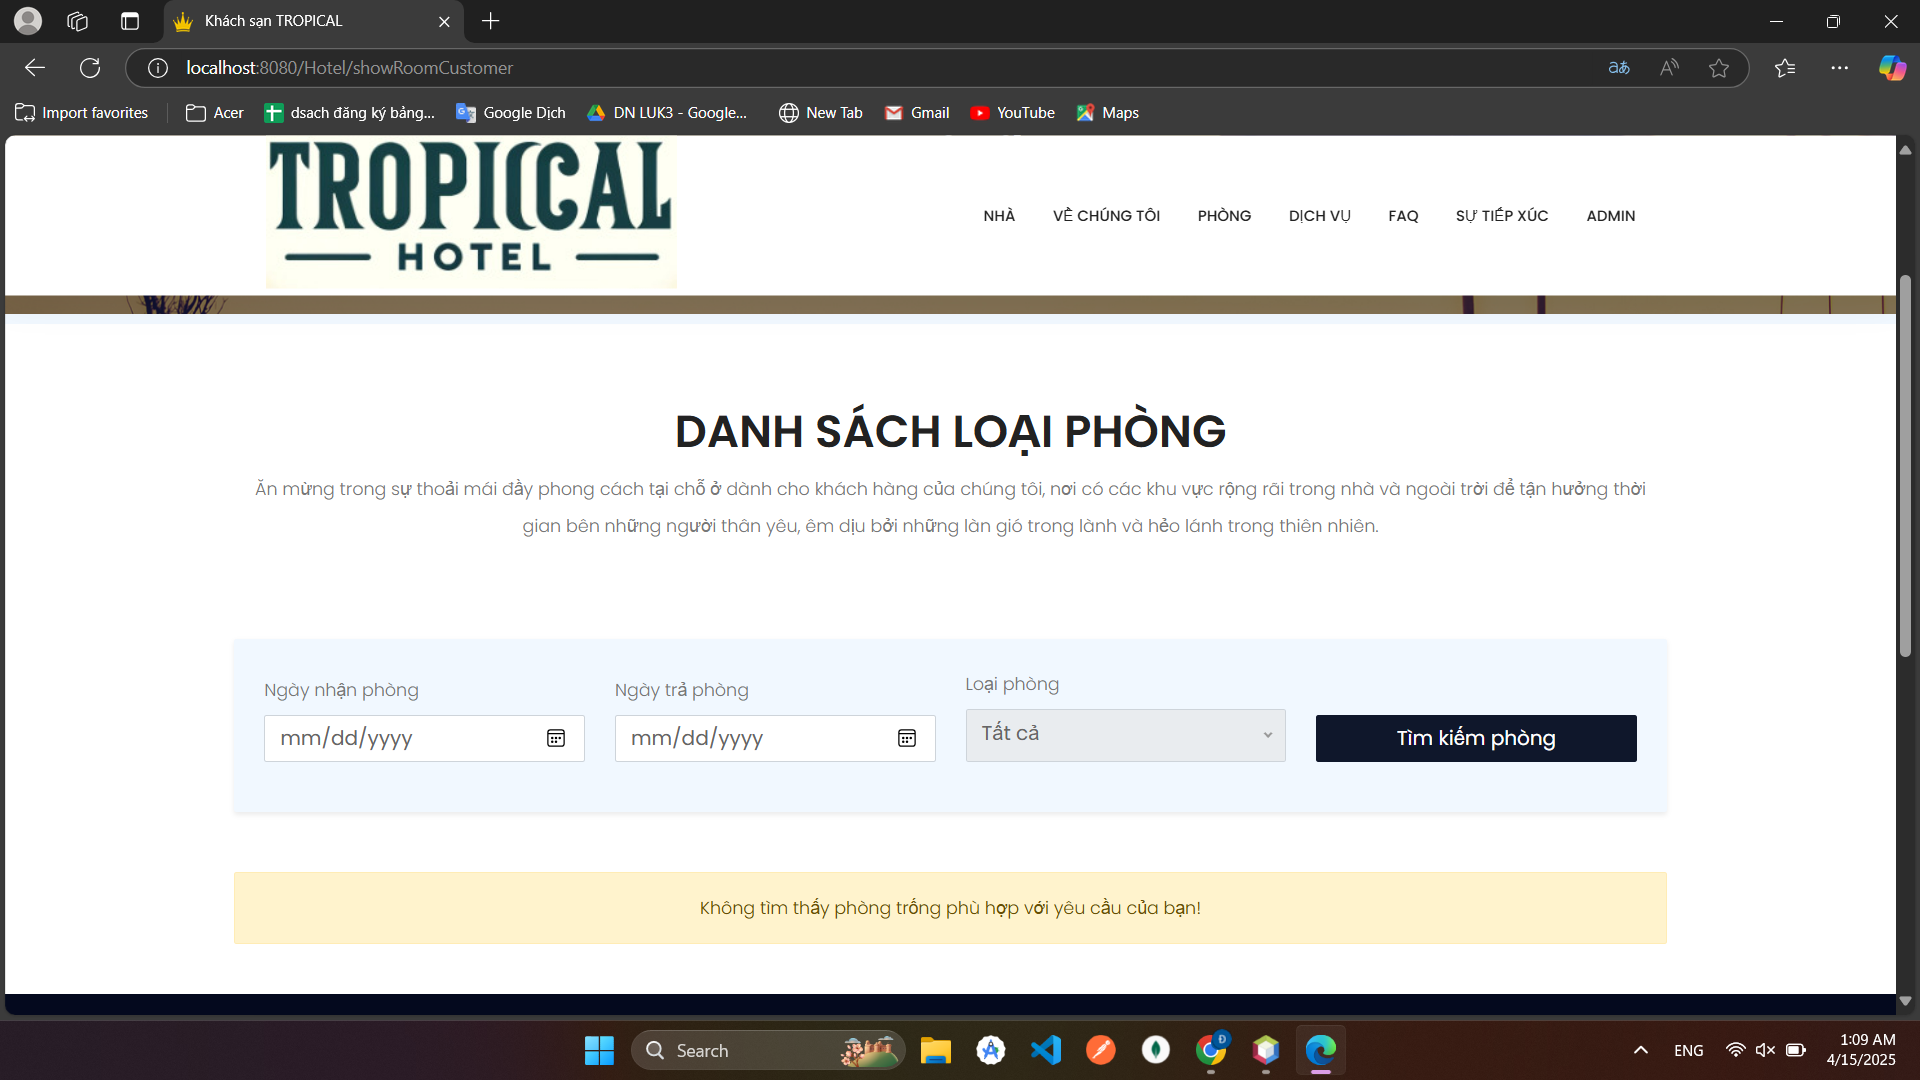 Khách sạn TROPICAL
localhost:8080/Hotel/showRoomCustomer
Import favorites
Acer
dsach đăng ký bảng...
Google Dịch
DN LUK3 - Google...
New Tab
Gmail
YouTube
Maps
TROPICCAL
HOTEL
NHÀ
VỀ CHÚNG TÔI
PHÒNG
DỊCH VỤ
FAQ
SỰ TIẾP XÚC
ADMIN
DANH SÁCH LOẠI PHÒNG
Ăn mừng trong sự thoải mái đầy phong cách tại chỗ ở dành cho khách hàng của chúng tôi, nơi có các khu vực rộng rãi trong nhà và ngoài trời để tận hưởng thời
gian bên những người thân yêu, êm dịu bởi những làn gió trong lành và hẻo lánh trong thiên nhiên.
Ngày nhận phòng
Ngày trả phòng
Loại phòng
mm/dd/yyyy
mm/dd/yyyy
Tất cả
Tìm kiếm phòng
Không tìm thấy phòng trống phù hợp với yêu cầu của bạn!
Search
Đ
ENG
1:09 AM
4/15/2025